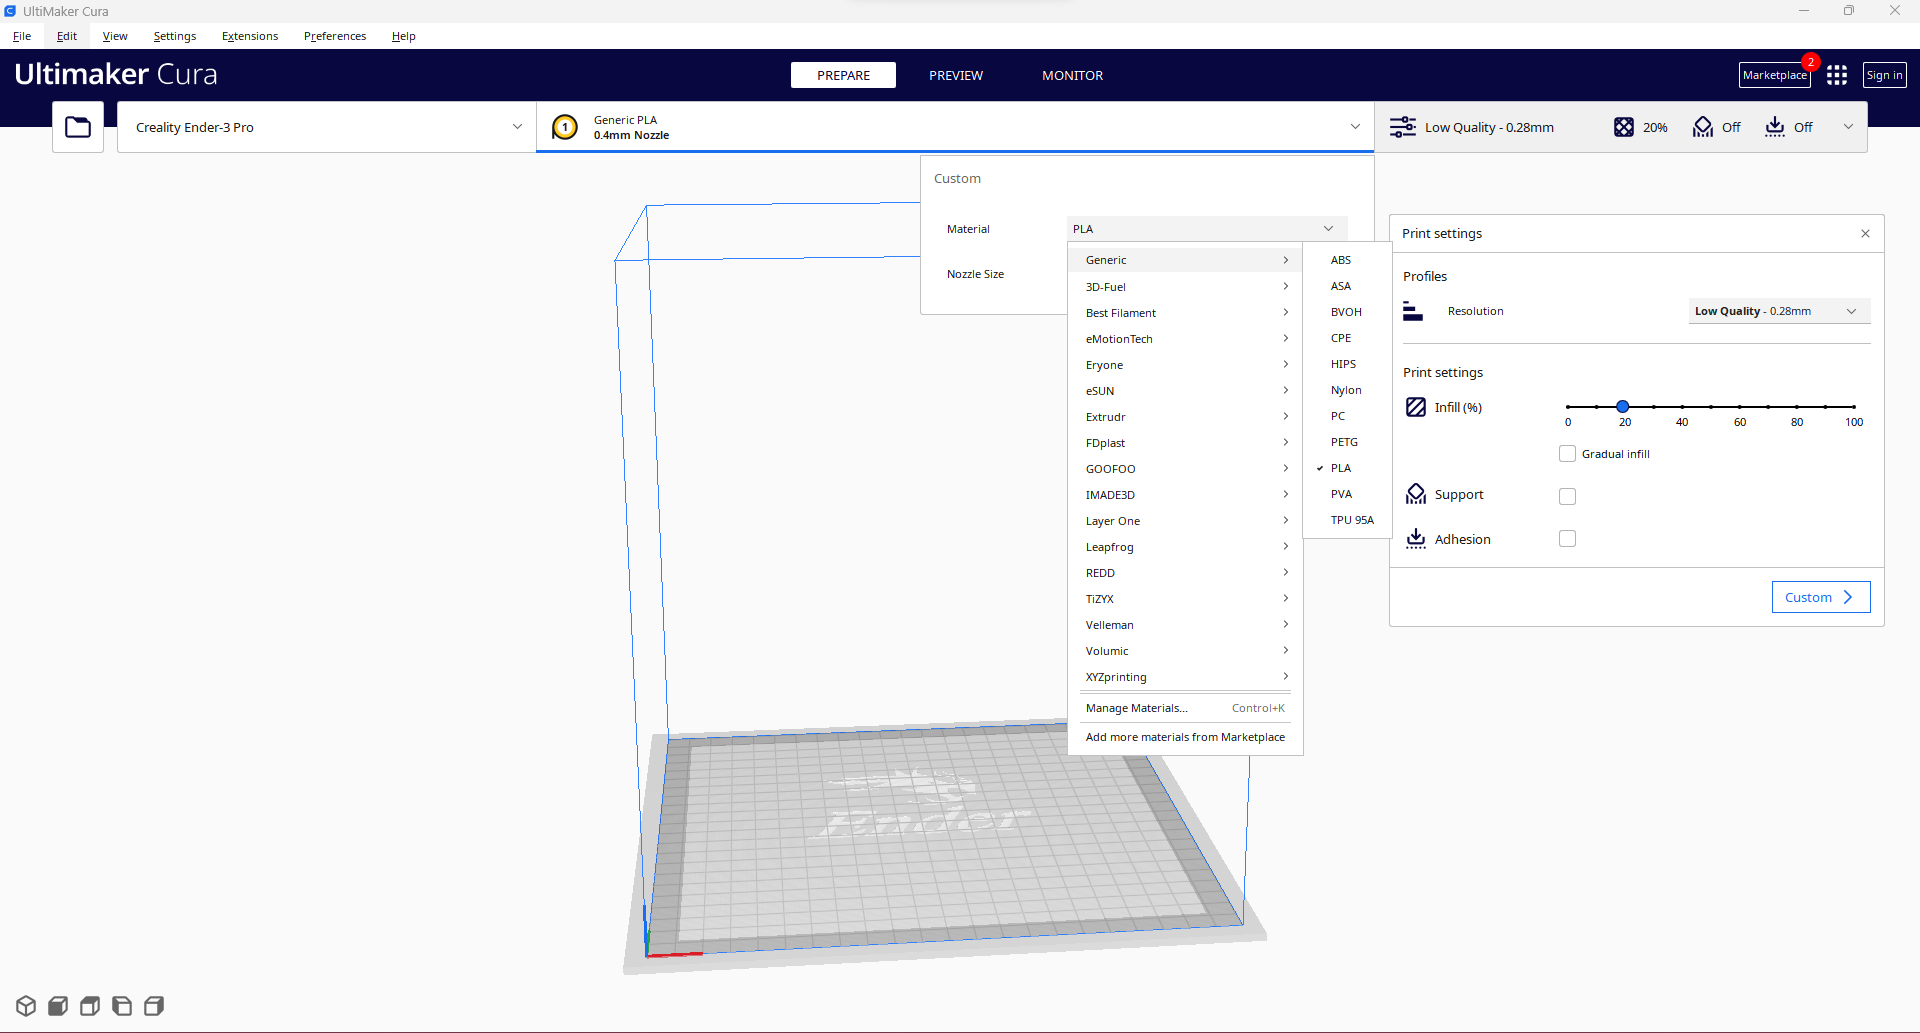 UltiMaker Cura
File Edit View Settings Extensions Preferences Help
Ultimaker Cura
PREPARE PREVIEW MONITOR
Marketplace 2 Sign in
Creality Ender-3 Pro
1 Generic PLA
0.4mm Nozzle
Low Quality - 0.28mm 20% Off Off
Custom
Material PLA
Nozzle Size
Generic
3D-Fuel
Best Filament
eMotionTech
Eryone
eSUN
Extrudr
FDplast
GOOFOO
IMADE3D
Layer One
Leapfrog
REDD
TiZYX
Velleman
Volumic
XYZprinting
Manage Materials... Control+K
Add more materials from Marketplace
ABS
ASA
BVOH
CPE
HIPS
Nylon
PC
PETG
PLA
PVA
TPU 95A
Print settings
Profiles
Resolution Low Quality - 0.28mm
Print settings
Infill (%)
0 20 40 60 80 100
Gradual infill
Support
Adhesion
Custom
Ender